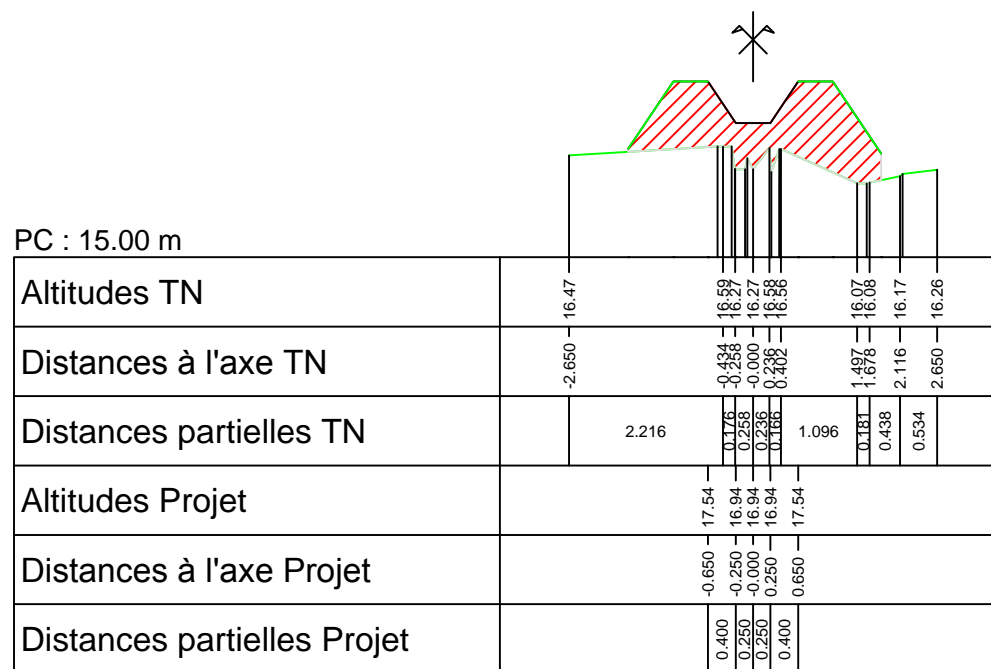 PC : 15.00 m
Altitudes TN 16.47 16.59 16.27 16.27 16.58 16.56 16.07 16.08 16.17 16.26
Distances à l'axe TN -2.650 -0.434 -0.258 -0.000 0.236 0.402 1.497 1.678 2.116 2.650
Distances partielles TN 2.216 0.176 0.258 0.236 0.166 1.096 0.181 0.438 0.534
Altitudes Projet 17.54 16.94 16.94 16.94 17.54
Distances à l'axe Projet -0.650 -0.250 -0.000 0.250 0.650
Distances partielles Projet 0.400 0.250 0.250 0.400